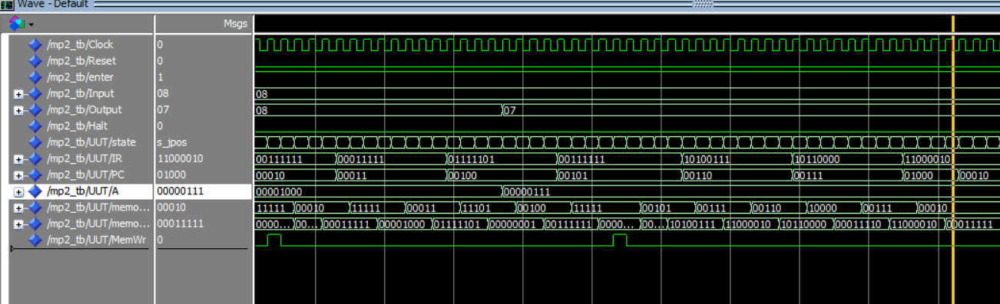 Wave - Default
Msgs
/mp2_tb/Clock 0
/mp2_tb/Reset 0
/mp2_tb/enter 1
/mp2_tb/Input 08 08
/mp2_tb/Output 07 08 07
/mp2_tb/Halt 0
/mp2_tb/UUT/state s_jpos
/mp2_tb/UUT/IR 11000010 00111111 00011111 01111101 00111111 10100111 10110000 11000010
/mp2_tb/UUT/PC 01000 00010 00011 00100 00101 00110 00111 01000 00010
/mp2_tb/UUT/A 00000111 00001000 00000111
/mp2_tb/UUT/memo... 00010 11111 00010 11111 00011 11101 00100 11111 00101 00111 00110 10000 00111 00010
/mp2_tb/UUT/memo... 00011111 0000... 00... 00011111 00001000 01111101 00000001 00111111 0000... 00... 10100111 11000010 10110000 00011110 11000010 00011111
/mp2_tb/UUT/MemWr 0